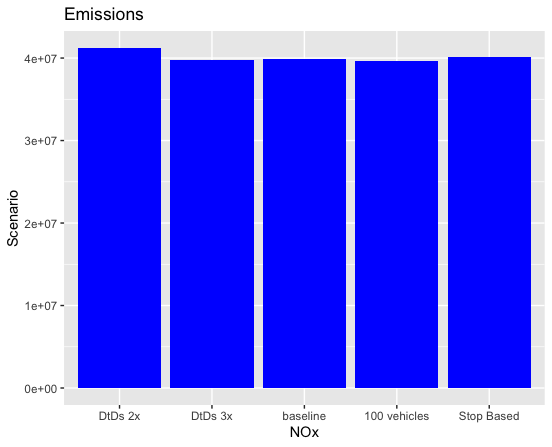 Emissions
Scenario
4e+07
3e+07
2e+07
1e+07
0e+00
DtDs 2x DtDs 3x baseline 100 vehicles Stop Based
NOx